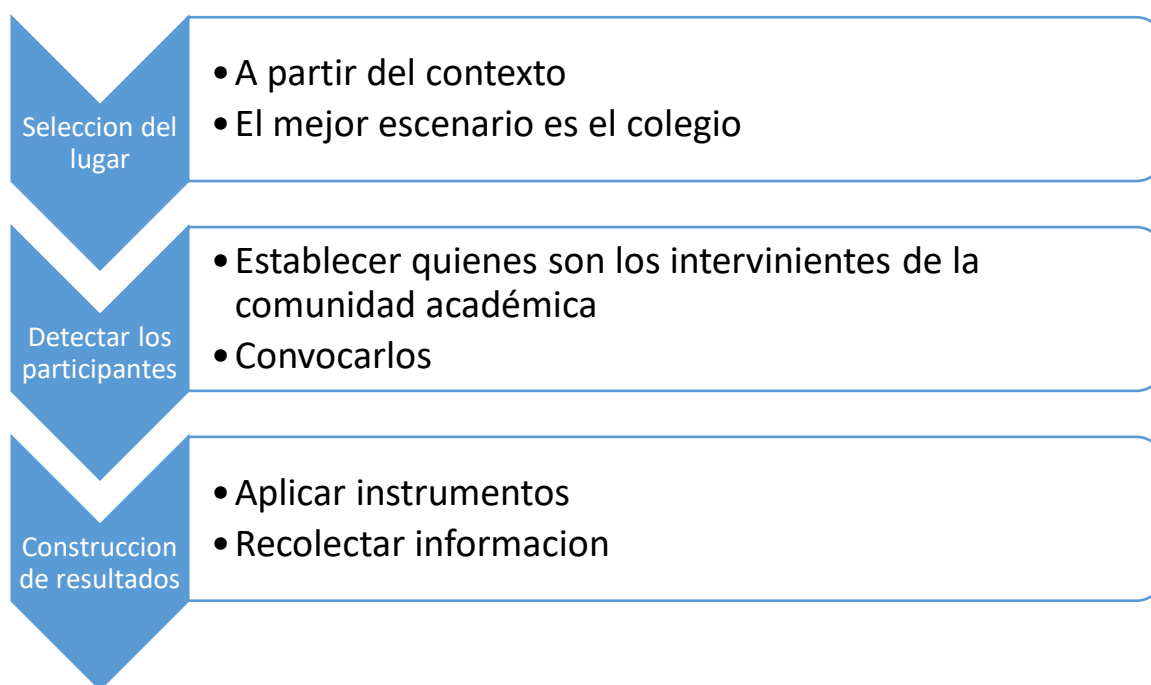 Seleccion del
lugar
• A partir del contexto
• El mejor escenario es el colegio
Detectar los
participantes
• Establecer quienes son los intervinientes de la
comunidad académica
• Convocarlos
Construccion
de resultados
• Aplicar instrumentos
• Recolectar informacion